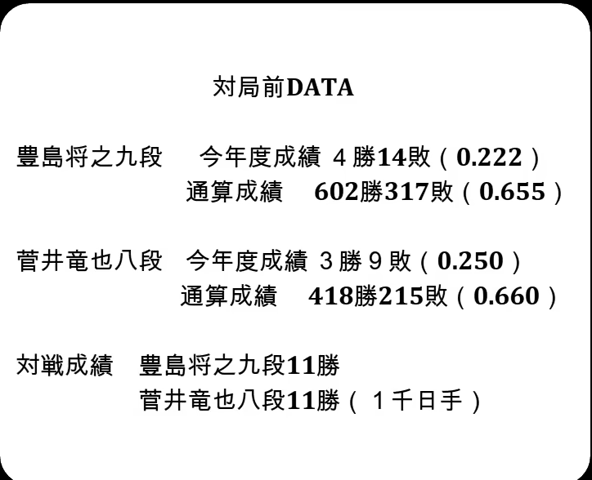 対局前DATA
豊島将之九段 今年度成績 4勝14敗(0.222)
通算成績 602勝317敗(0.655)
菅井竜也八段 今年度成績 3勝9敗(0.250)
通算成績 418勝215敗(0.660)
対戦成績 豊島将之九段11勝
菅井竜也八段11勝(1千日手)